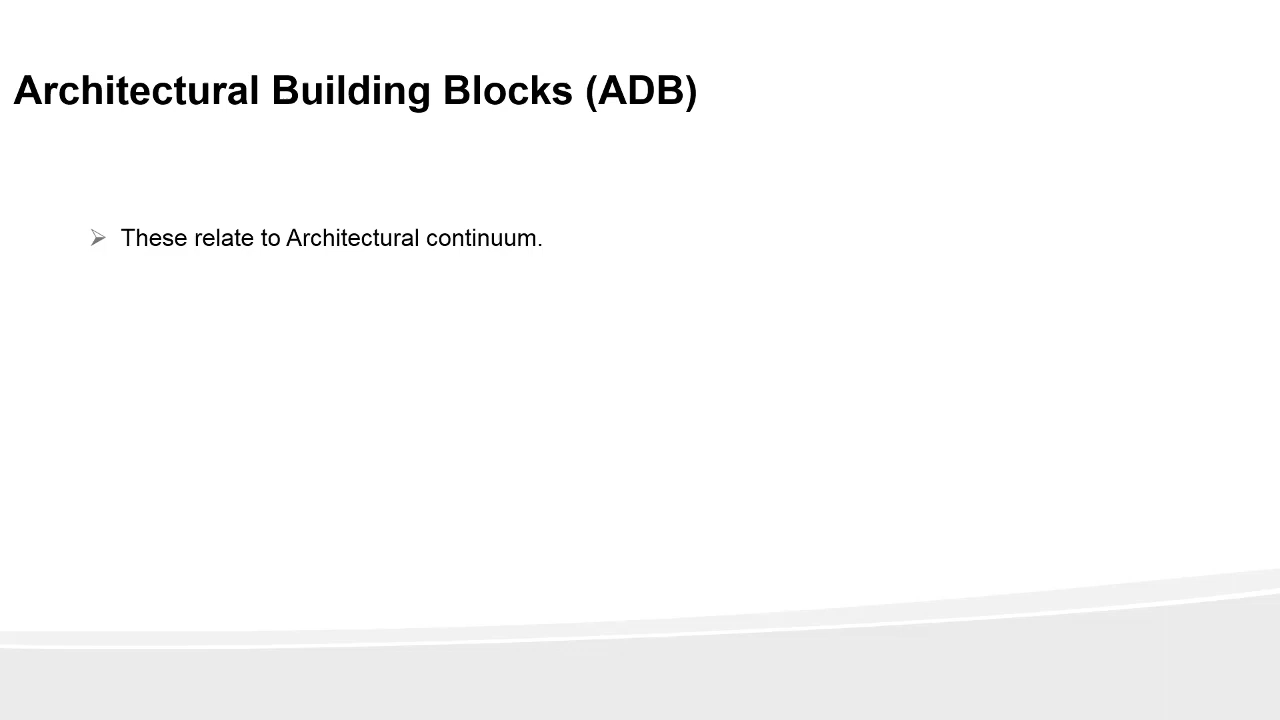 Architectural Building Blocks (ADB)
These relate to Architectural continuum.